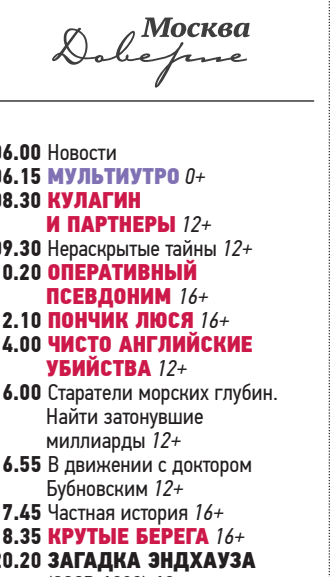 Москва
Доверие
06.00 Новости
06.15 МУЛЬТИУТРО 0+
08.30 КУЛАГИН
И ПАРТНЕРЫ 12+
09.30 Нераскрытые тайны 12+
0.20 ОПЕРАТИВНЫЙ
ПСЕВДОНИМ 16+
2.10 ПОНЧИК ЛЮСЯ 16+
4.00 ЧИСТО АНГЛИЙСКИЕ
УБИЙСТВА 12+
6.00 Старатели морских глубин.
Найти затонувшие
миллиарды 12+
6.55 В движении с доктором
Бубновским 12+
7.45 Частная история 16+
8.35 КРУТЫЕ БЕРЕГА 16+
20.20 ЗАГАДКА ЭНДХАУЗА